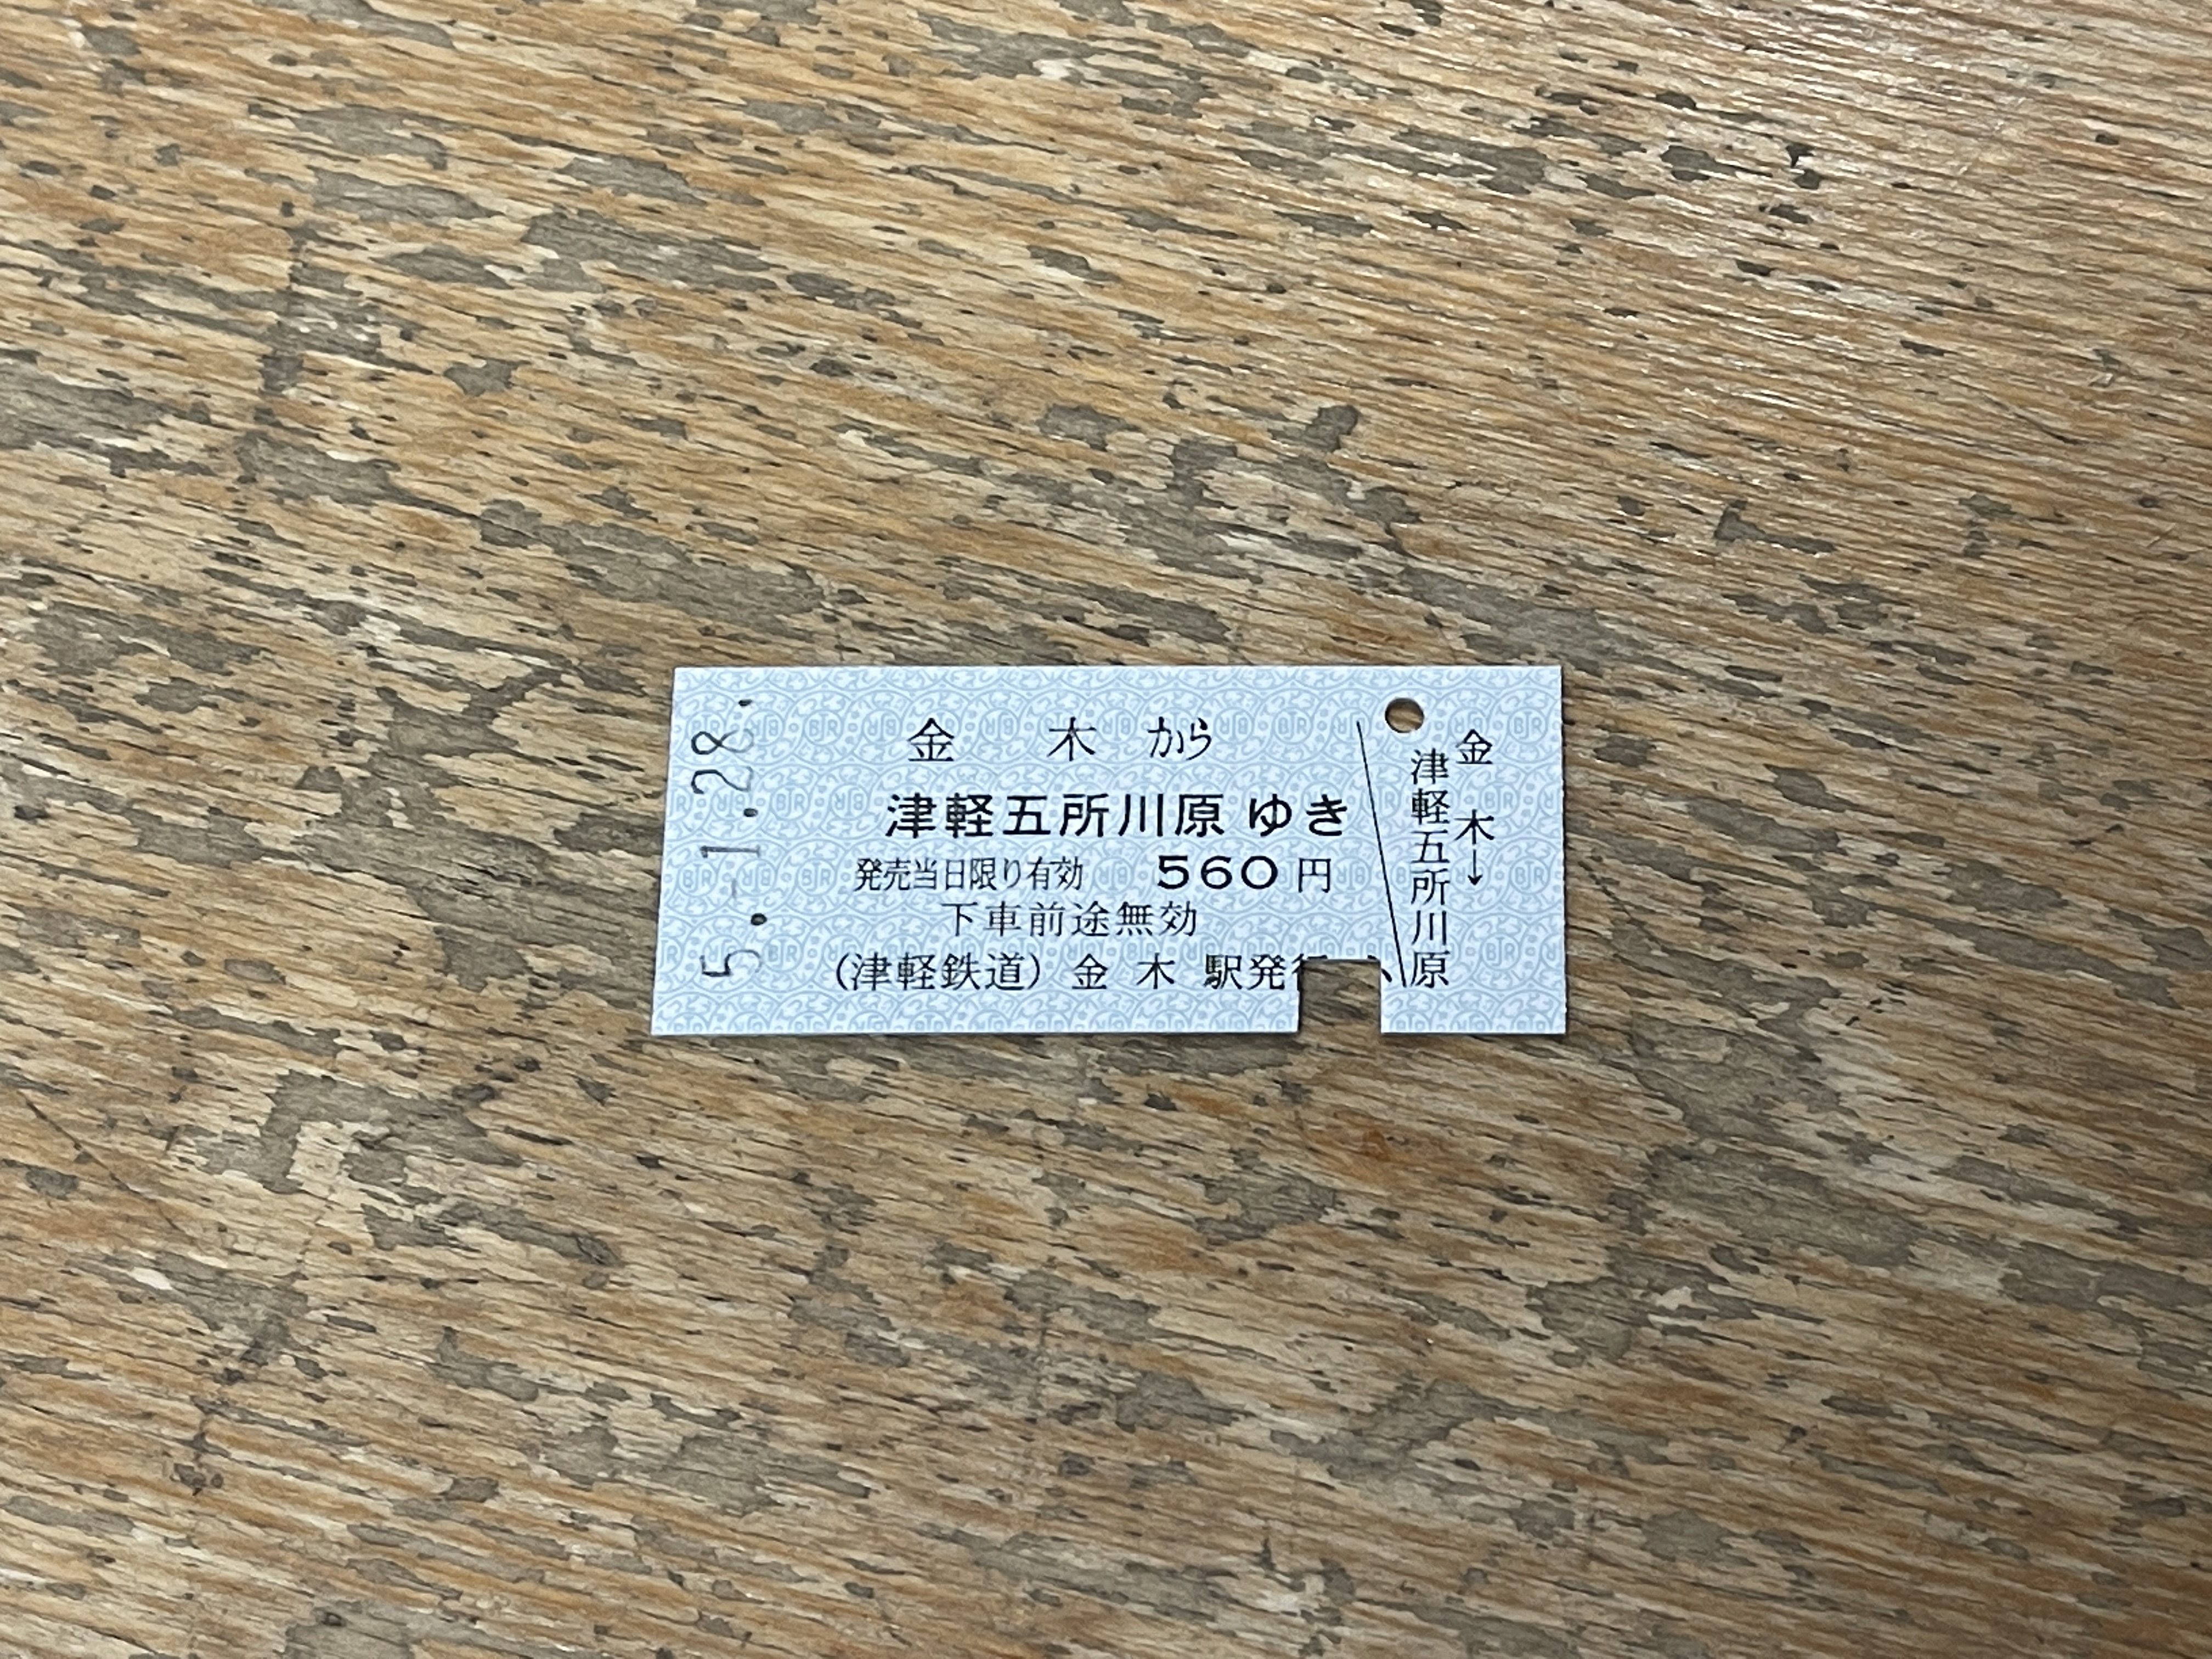 5.-1.28.
金 木 から
津軽五所川原 ゆき
発売当日限り有効 560円
下車前途無効
(津軽鉄道) 金 木 駅発行
金 木→
津軽五所川原